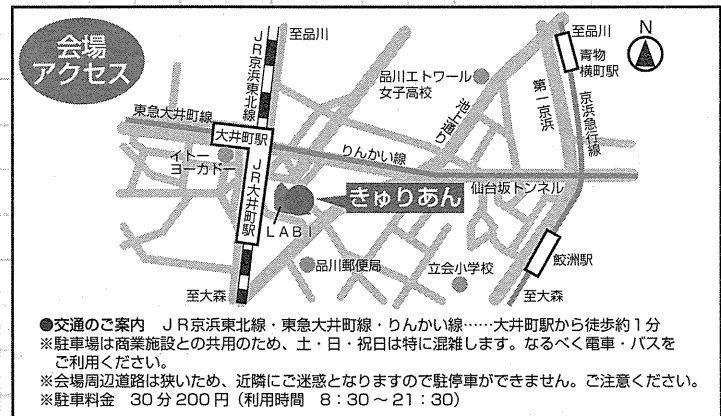 会場
アクセス
至品川
JR京浜東北線
東急大井町線
大井町駅
イトー
ヨーカドー
JR大井町駅
LABI
きゅりあん
りんかい線
品川エトワール
女子高校
池上通り
第一京浜
至品川
青物
横町駅
京浜急行線
N
仙台坂トンネル
鮫洲駅
品川郵便局
立会小学校
至大森
至大森
●交通のご案内 JR京浜東北線・東急大井町線・りんかい線……大井町駅から徒歩約1分
※駐車場は商業施設との共用のため、土・日・祝日は特に混雑します。なるべく電車・バスを
ご利用ください。
※会場周辺道路は狭いため、近隣にご迷惑となりますので駐停車ができません。ご注意ください。
※駐車料金 30分200円（利用時間 8：30～21：30）